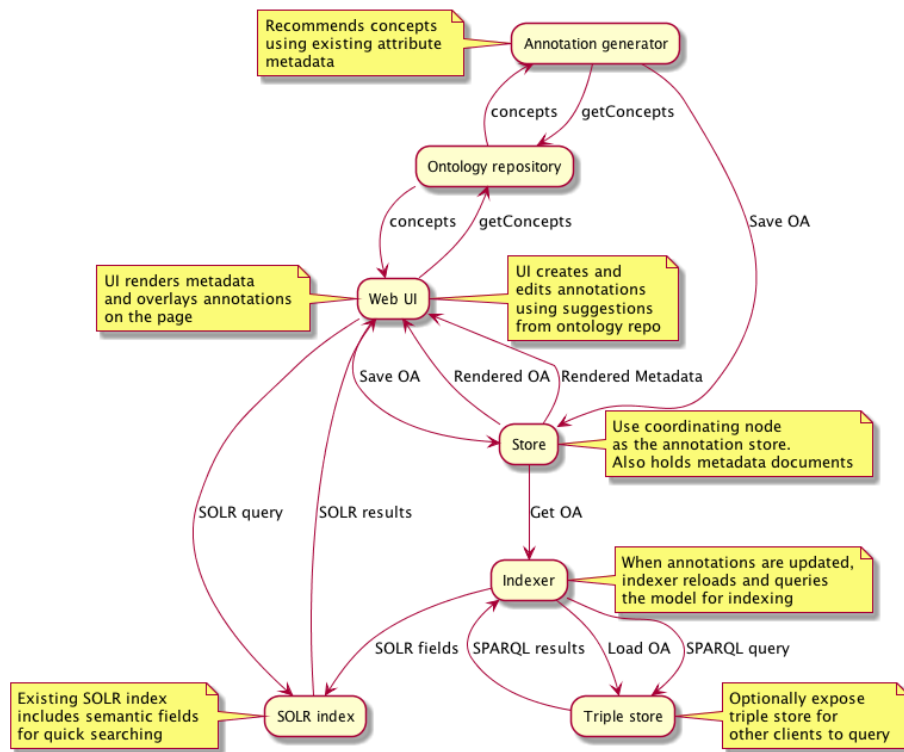 Recommends concepts
using existing attribute
metadata
Annotation generator
concepts
getConcepts
Ontology repository
Save OA
concepts
getConcepts
UI renders metadata
and overlays annotations
on the page
Web UI
UI creates and
edits annotations
using suggestions
from ontology repo
Save OA
Rendered OA
Rendered Metadata
Store
Use coordinating node
as the annotation store.
Also holds metadata documents
SOLR query
SOLR results
Get OA
Indexer
When annotations are updated,
indexer reloads and queries
the model for indexing
SOLR fields
SPARQL results
Load OA
SPARQL query
Existing SOLR index
includes semantic fields
for quick searching
SOLR index
Triple store
Optionally expose
triple store for
other clients to query